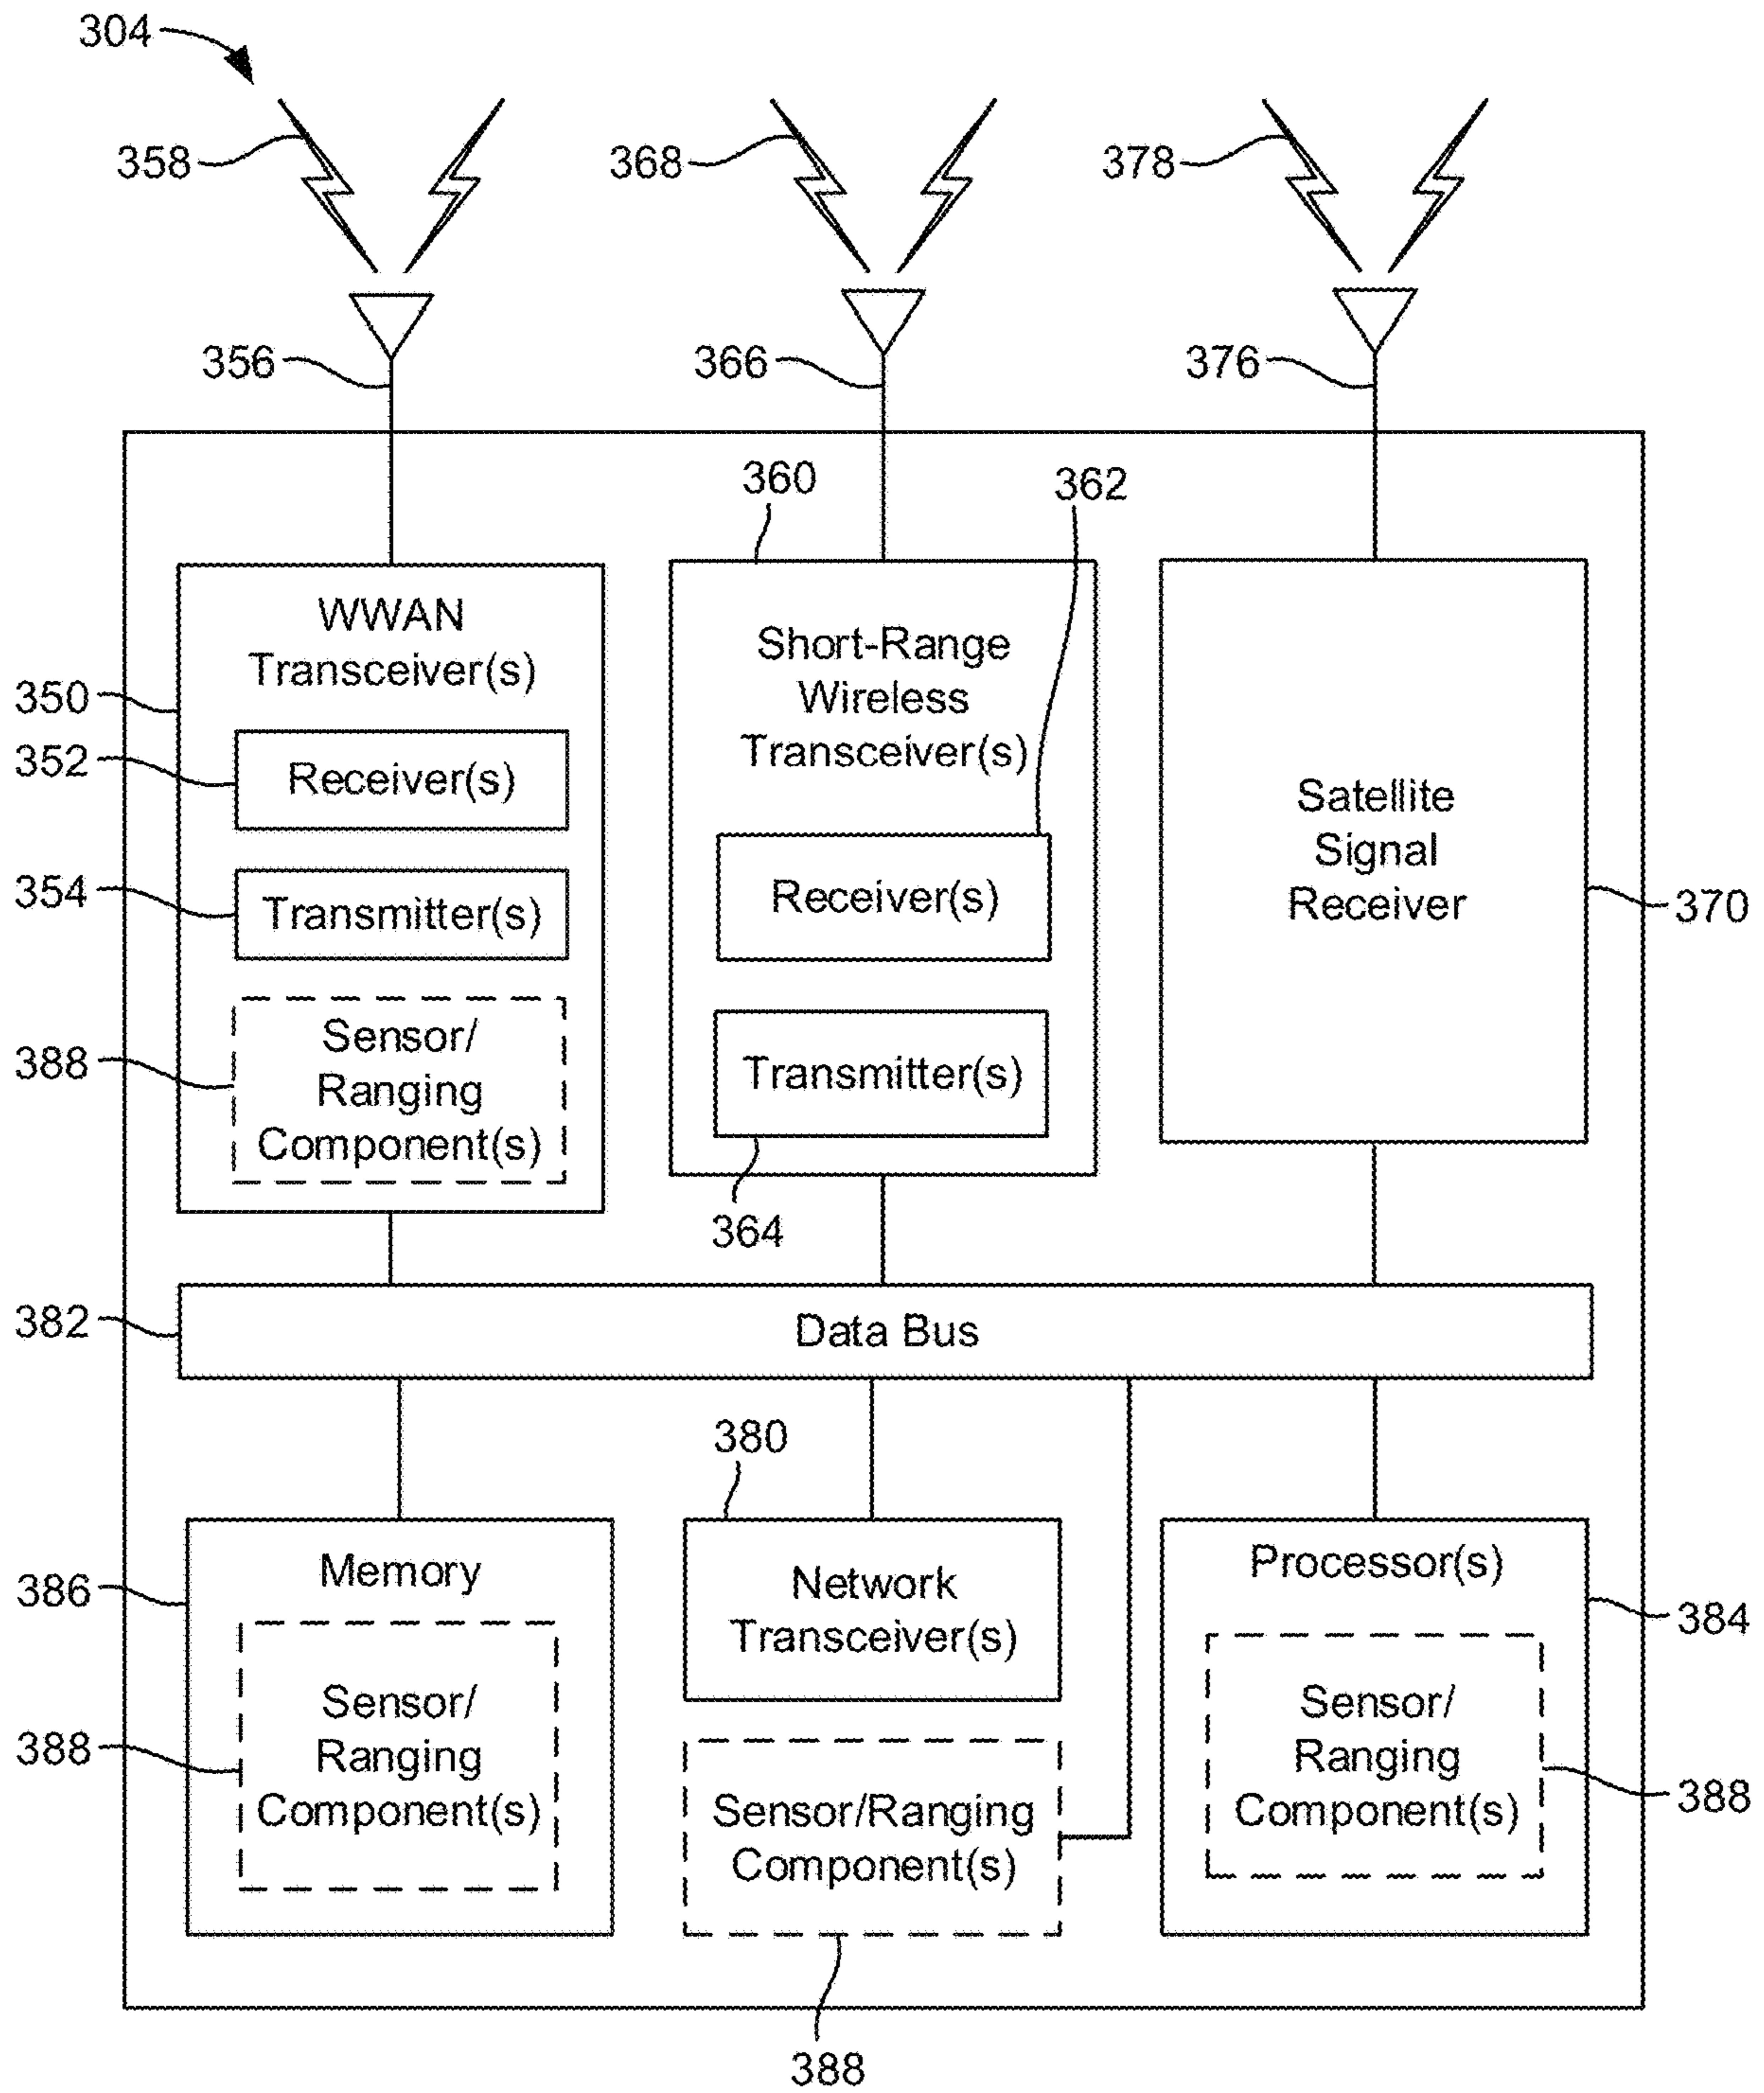 304
358
368
378
356
366
376
360
362
WWAN
Transceiver(s)
350
352
Receiver(s)
354
Transmitter(s)
388
Sensor/
Ranging
Component(s)
Short-Range
Wireless
Transceiver(s)
Receiver(s)
Transmitter(s)
364
Satellite
Signal
Receiver
370
382
Data Bus
380
386
Memory
388
Sensor/
Ranging
Component(s)
Network
Transceiver(s)
Sensor/Ranging
Component(s)
388
Processor(s)
384
Sensor/
Ranging
Component(s)
388